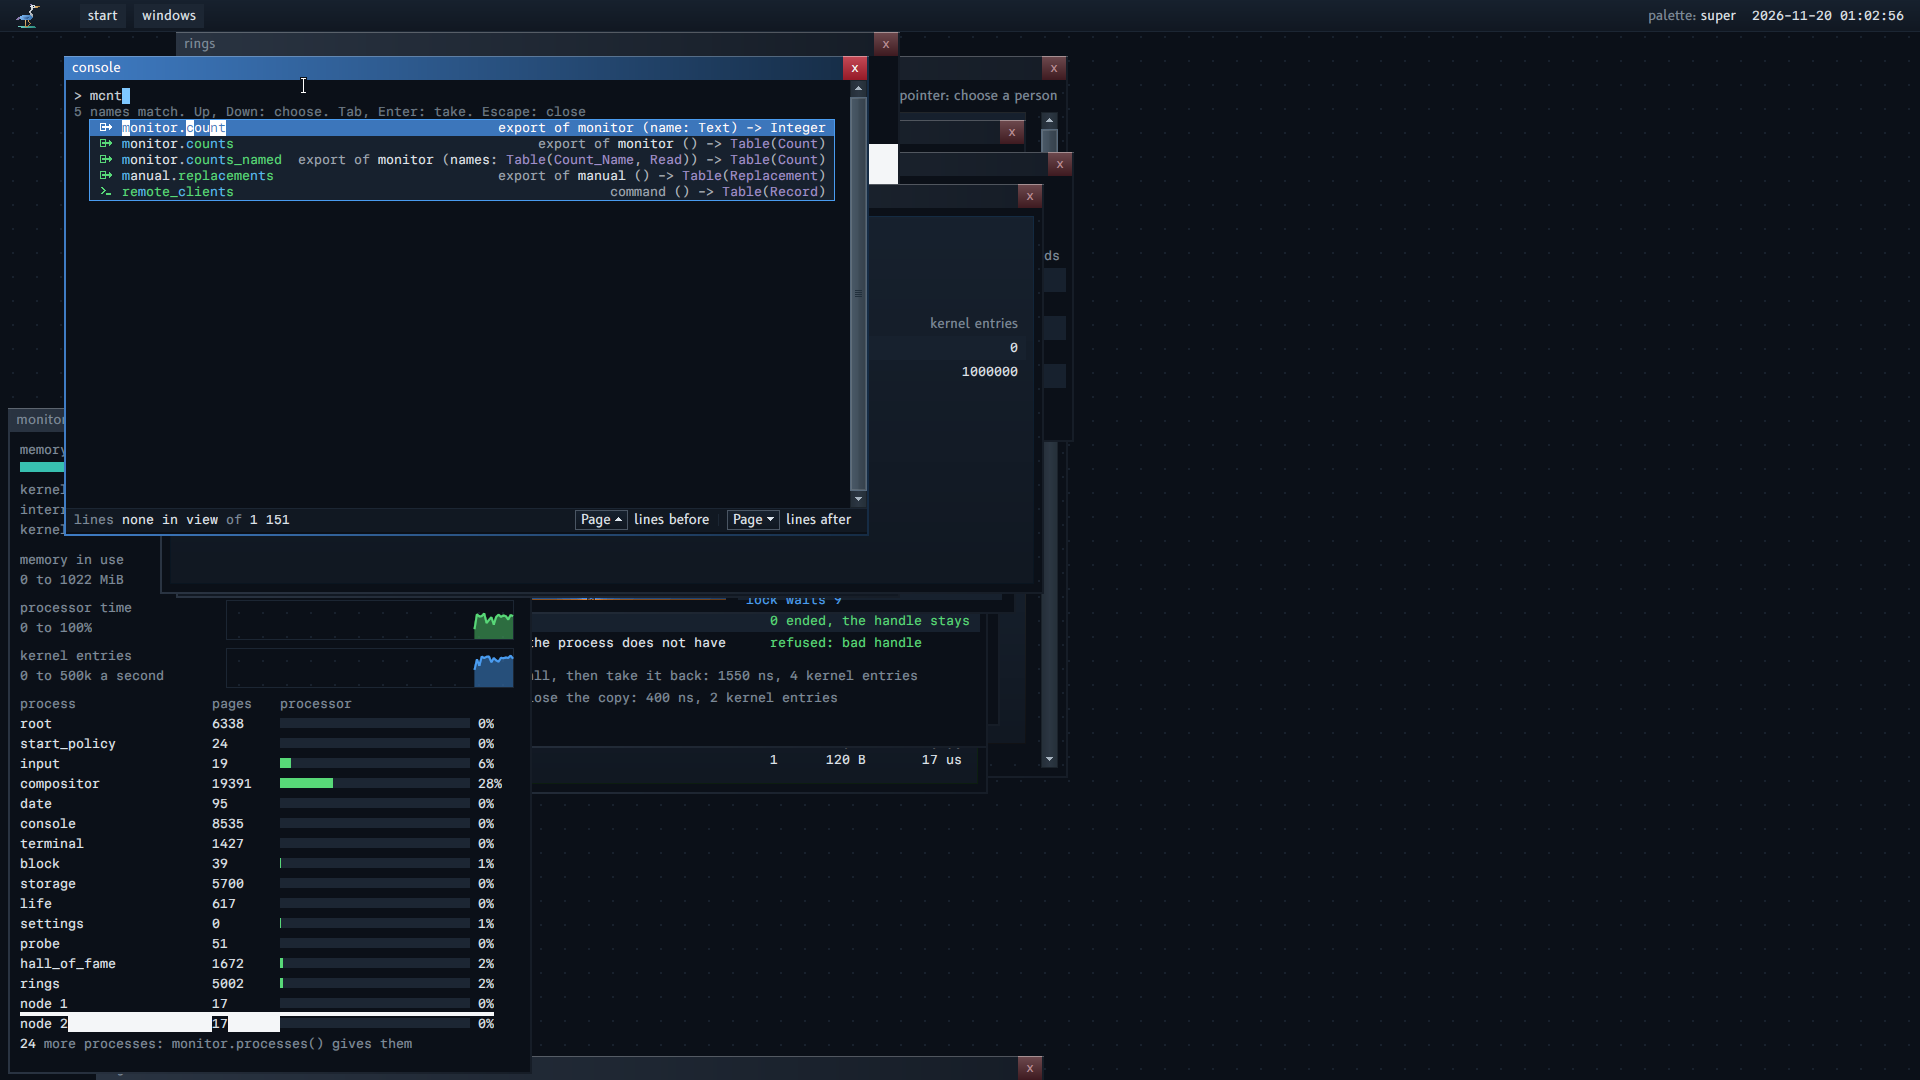 start windows palette: super 2026-11-20 01:02:56
rings x
console x x
> mcnt
pointer: choose a person
5 names match. Up, Down: choose. Tab, Enter: take. Escape: close
monitor.count export of monitor (name: Text) -> Integer
x
monitor.counts export of monitor () -> Table(Count)
monitor.counts_named export of monitor (names: Table(Count_Name, Read)) -> Table(Count)
x
manual.replacements export of manual () -> Table(Replacement)
>_ remote_clients command () -> Table(Record)
x
ds
kernel entries
0
1000000
lines none in view of 1 151 Page lines before Page lines after
memory
kernel
kernel
memory in use
0 to 1022 MiB
processor time
0 to 100%
kernel entries
0 to 500k a second
process pages processor
root 6338 0%
start_policy 24 0%
input 19 6%
compositor 19391 28%
date 95 0%
console 8535 0%
terminal 1427 0%
block 39 1%
storage 5700 0%
life 617 0%
settings 0 1%
probe 51 0%
hall_of_fame 1672 2%
rings 5002 2%
node 1 17 0%
node 2 17 0%
24 more processes: monitor.processes() gives them
lock waits 9
0 ended, the handle stays
the process does not have refused: bad handle
all, then take it back: 1550 ns, 4 kernel entries
lose the copy: 400 ns, 2 kernel entries
1 120 B 17 us
x